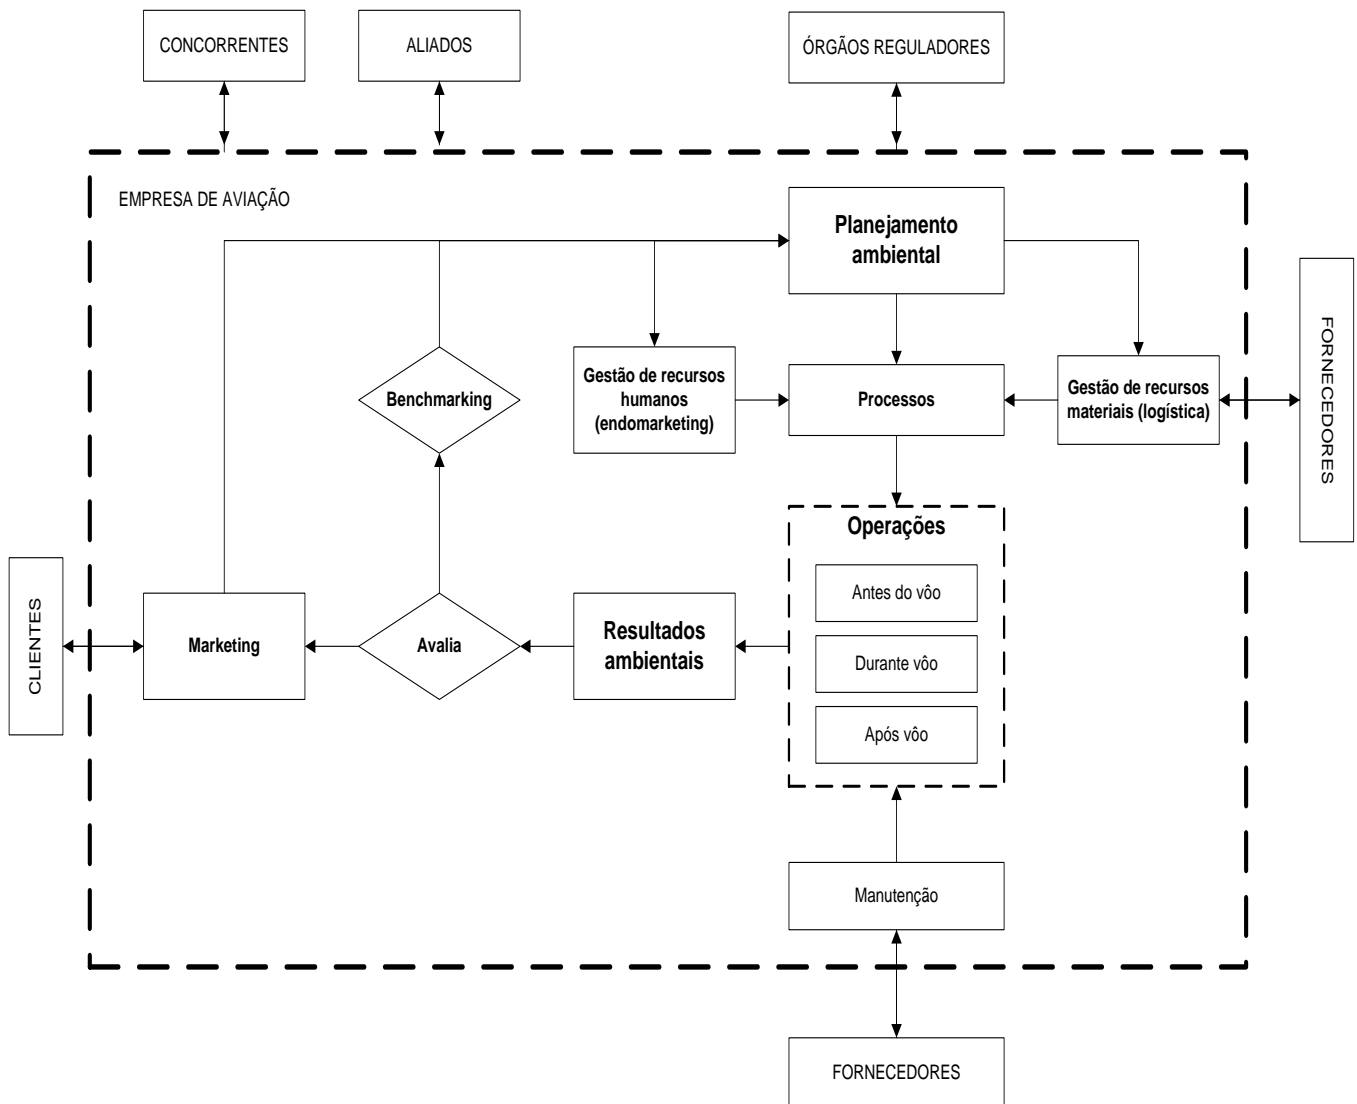 CONCORRENTES
ALIADOS
ÓRGÃOS REGULADORES
EMPRESA DE AVIAÇÃO
Planejamento
ambiental
FORNECEDORES
Benchmarking
Gestão de recursos
humanos
(endomarketing)
Processos
Gestão de recursos
materiais (logística)
Operações
Antes do vôo
Durante vôo
Após vôo
CLIENTES
Marketing
Avalia
Resultados
ambientais
Manutenção
FORNECEDORES